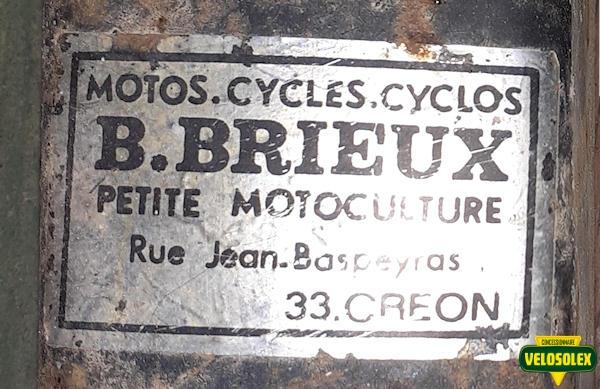 MOTOS.CYCLES.CYCLOS
B.BRIEUX
PETITE MOTOCULTURE
Rue Jean.Baspeyras
33.CREON
CONCESSIONNAIRE
VELOSOLEX